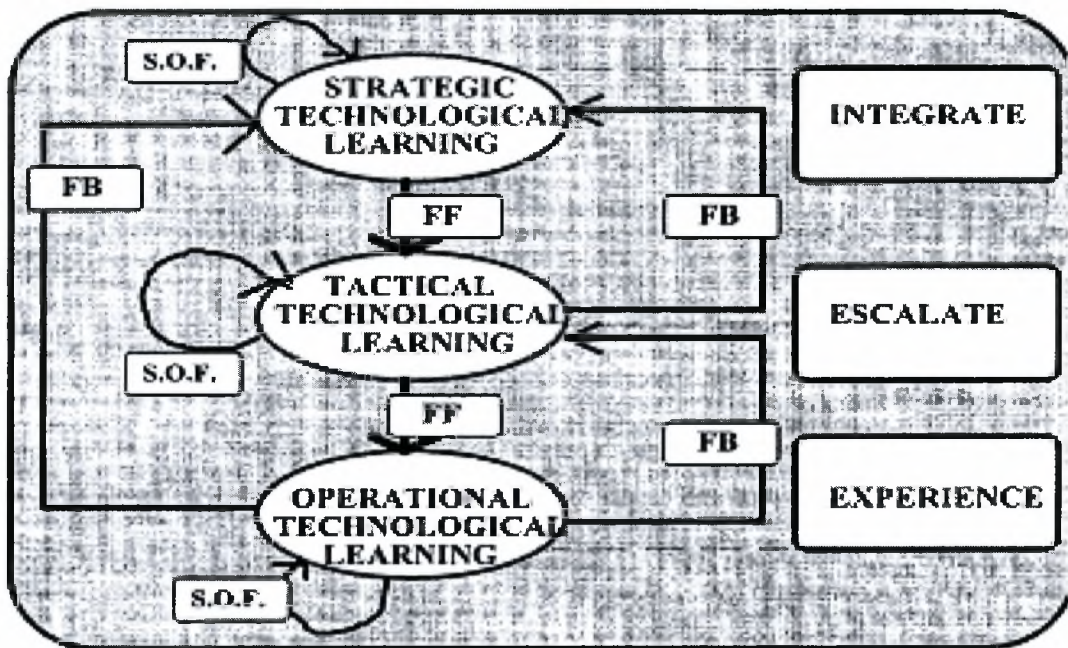 S.O.F.
STRATEGIC
TECHNOLOGICAL
LEARNING
INTEGRATE
FB
FF
FB
TACTICAL
TECHNOLOGICAL
LEARNING
ESCALATE
S.O.F.
FF
FB
OPERATIONAL
TECHNOLOGICAL
LEARNING
EXPERIENCE
S.O.F.